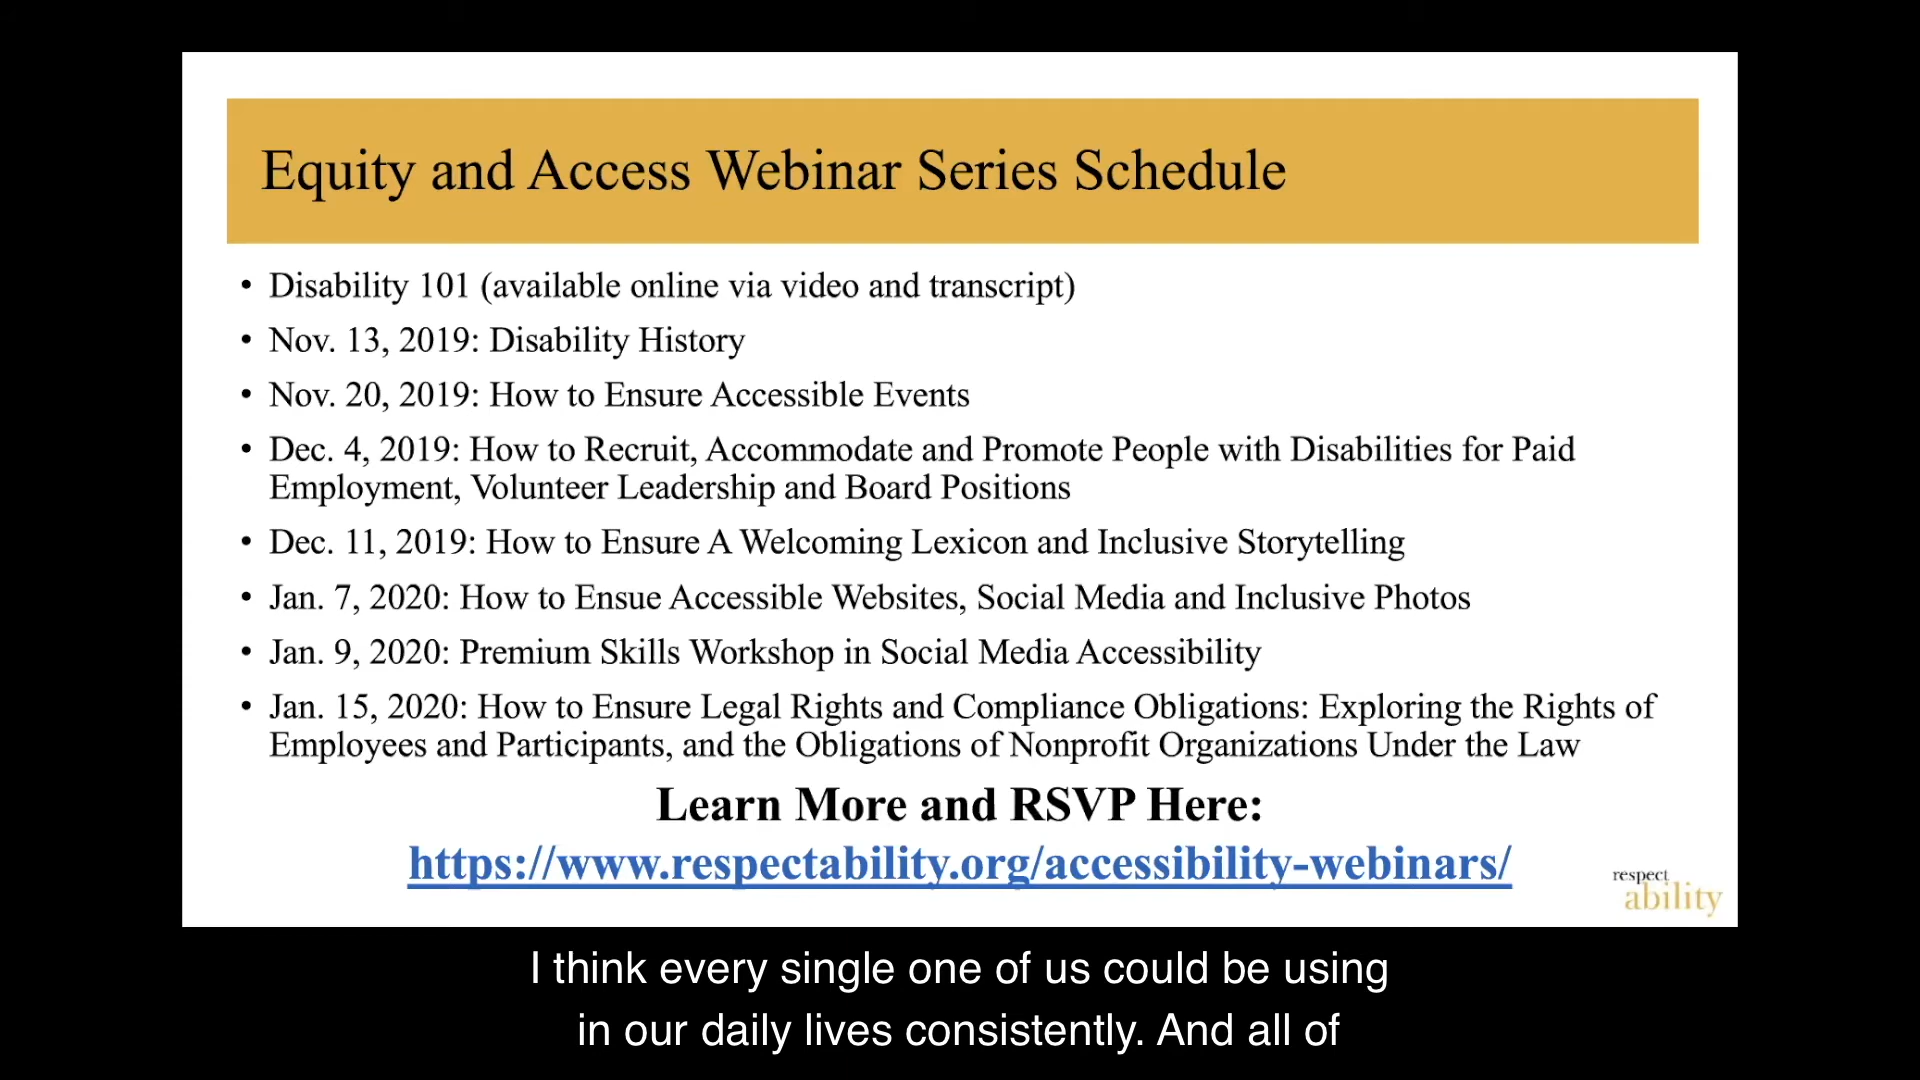 Equity and Access Webinar Series Schedule
• Disability 101 (available online via video and transcript)
• Nov. 13, 2019: Disability History
• Nov. 20, 2019: How to Ensure Accessible Events
• Dec. 4, 2019: How to Recruit, Accommodate and Promote People with Disabilities for Paid
Employment, Volunteer Leadership and Board Positions
• Dec. 11, 2019: How to Ensure A Welcoming Lexicon and Inclusive Storytelling
• Jan. 7, 2020: How to Ensue Accessible Websites, Social Media and Inclusive Photos
• Jan. 9, 2020: Premium Skills Workshop in Social Media Accessibility
• Jan. 15, 2020: How to Ensure Legal Rights and Compliance Obligations: Exploring the Rights of
Employees and Participants, and the Obligations of Nonprofit Organizations Under the Law
Learn More and RSVP Here:
https://www.respectability.org/accessibility-webinars/
respect
ability
I think every single one of us could be using
in our daily lives consistently. And all of